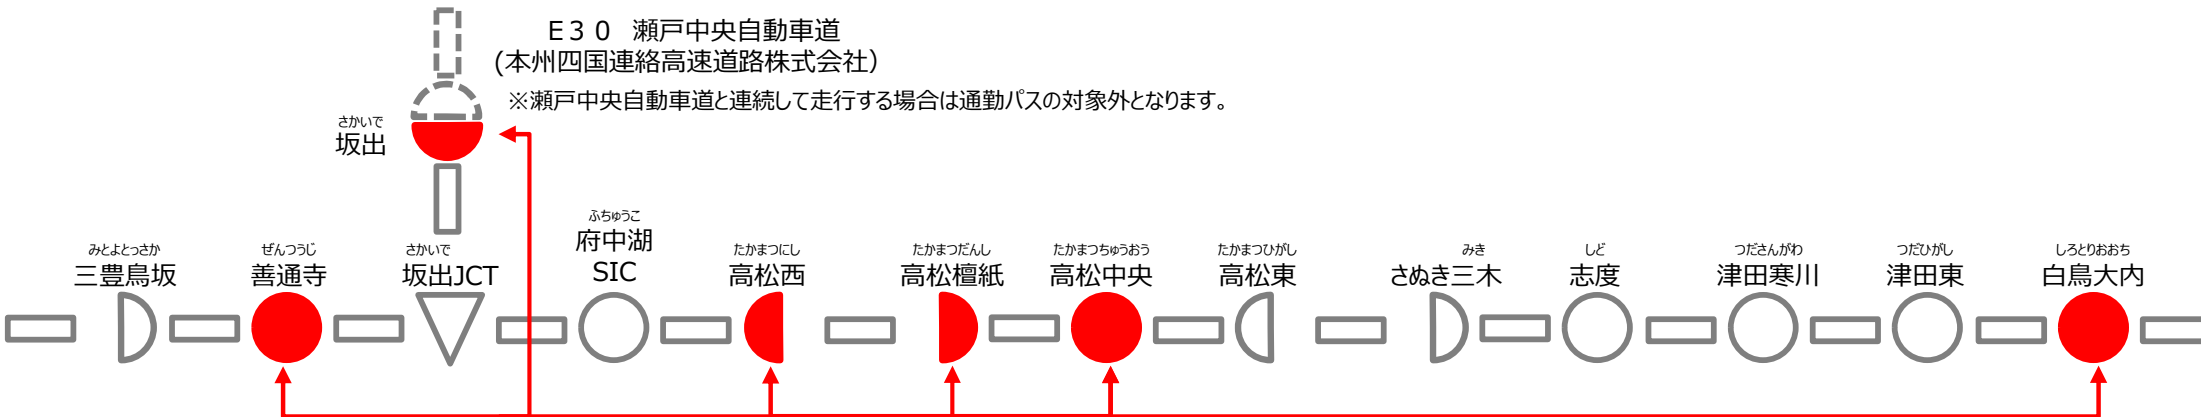 E30 瀬戸中央自動車道
(本州四国連絡高速道路株式会社)
※瀬戸中央自動車道と連続して走行する場合は通勤パスの対象外となります。
さかいで
坂出
みとよとっさか
三豊鳥坂
ぜんつうじ
善通寺
さかいで
坂出JCT
ふちゅうこ
府中湖
SIC
たかまつにし
高松西
たかまつだんし
高松檀紙
たかまつちゅうおう
高松中央
たかまつひがし
高松東
みき
さぬき三木
しど
志度
つださんがわ
津田寒川
つだひがし
津田東
しろとりおおち
白鳥大内